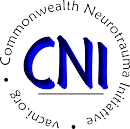 Commonwealth Neurotrauma Initiative • vacni.org •
CNI